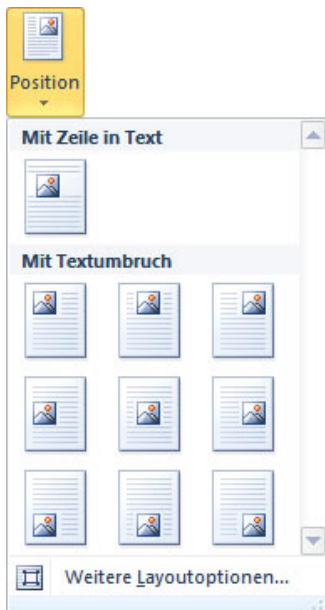 Position
Mit Zeile in Text
Mit Textumbruch
Weitere Layoutoptionen...